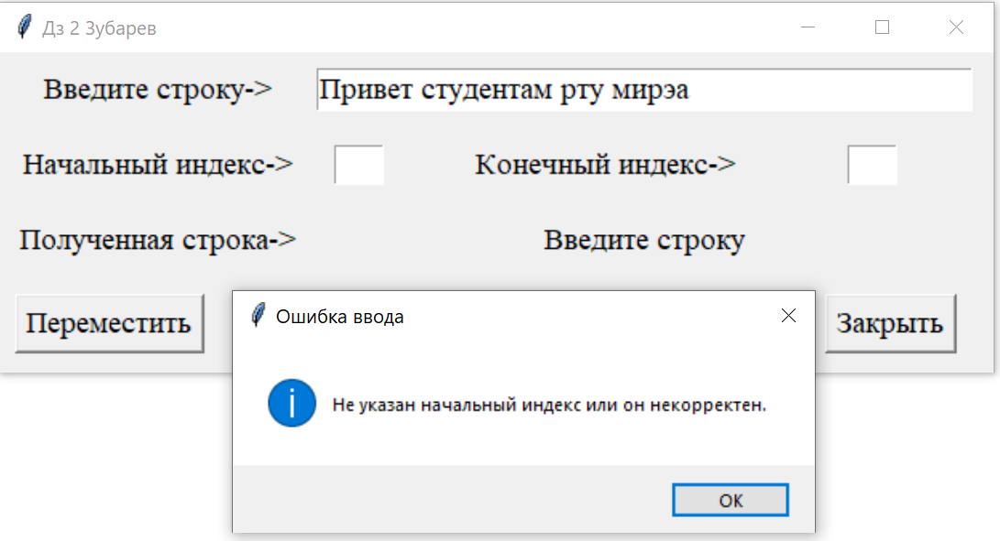 Дз 2 Зубарев
Введите строку-> Привет студентам рту мирэа
Начальный индекс-> Конечный индекс->
Полученная строка-> Введите строку
Переместить Закрыть
Ошибка ввода
Не указан начальный индекс или он некорректен.
OK